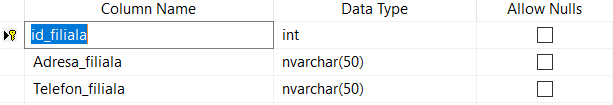 Column Name Data Type Allow Nulls
id_filiala int
Adresa_filiala nvarchar(50)
Telefon_filiala nvarchar(50)